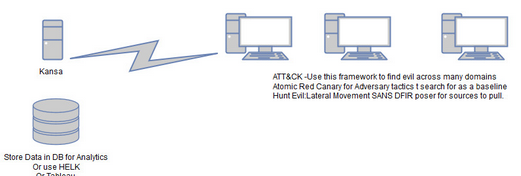 Kansa
ATT&CK -Use this framework to find evil across many domains
Atomic Red Canary for Adversary tactics t search for as a baseline
Hunt Evil:Lateral Movement SANS DFIR poser for sources to pull.
Store Data in DB for Analytics
Or use HELK
Or Tableau